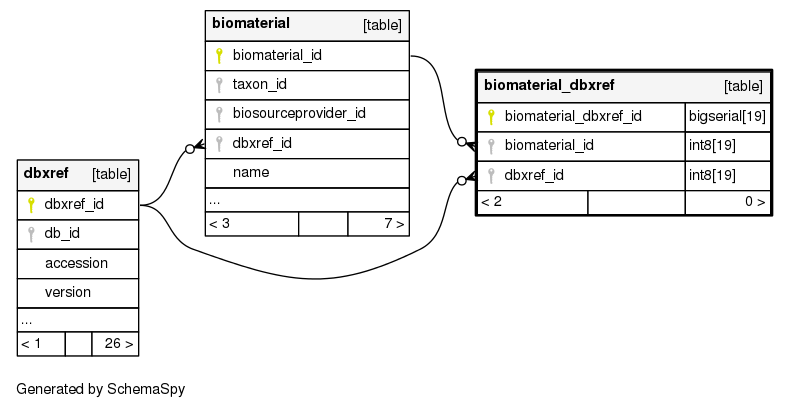 biomaterial [table]
biomaterial_id
taxon_id
biosourceprovider_id
dbxref_id
name
...
< 3 7 >
biomaterial_dbxref [table]
biomaterial_dbxref_id bigserial[19]
biomaterial_id int8[19]
dbxref_id int8[19]
< 2 0 >
dbxref [table]
dbxref_id
db_id
accession
version
...
< 1 26 >
Generated by SchemaSpy